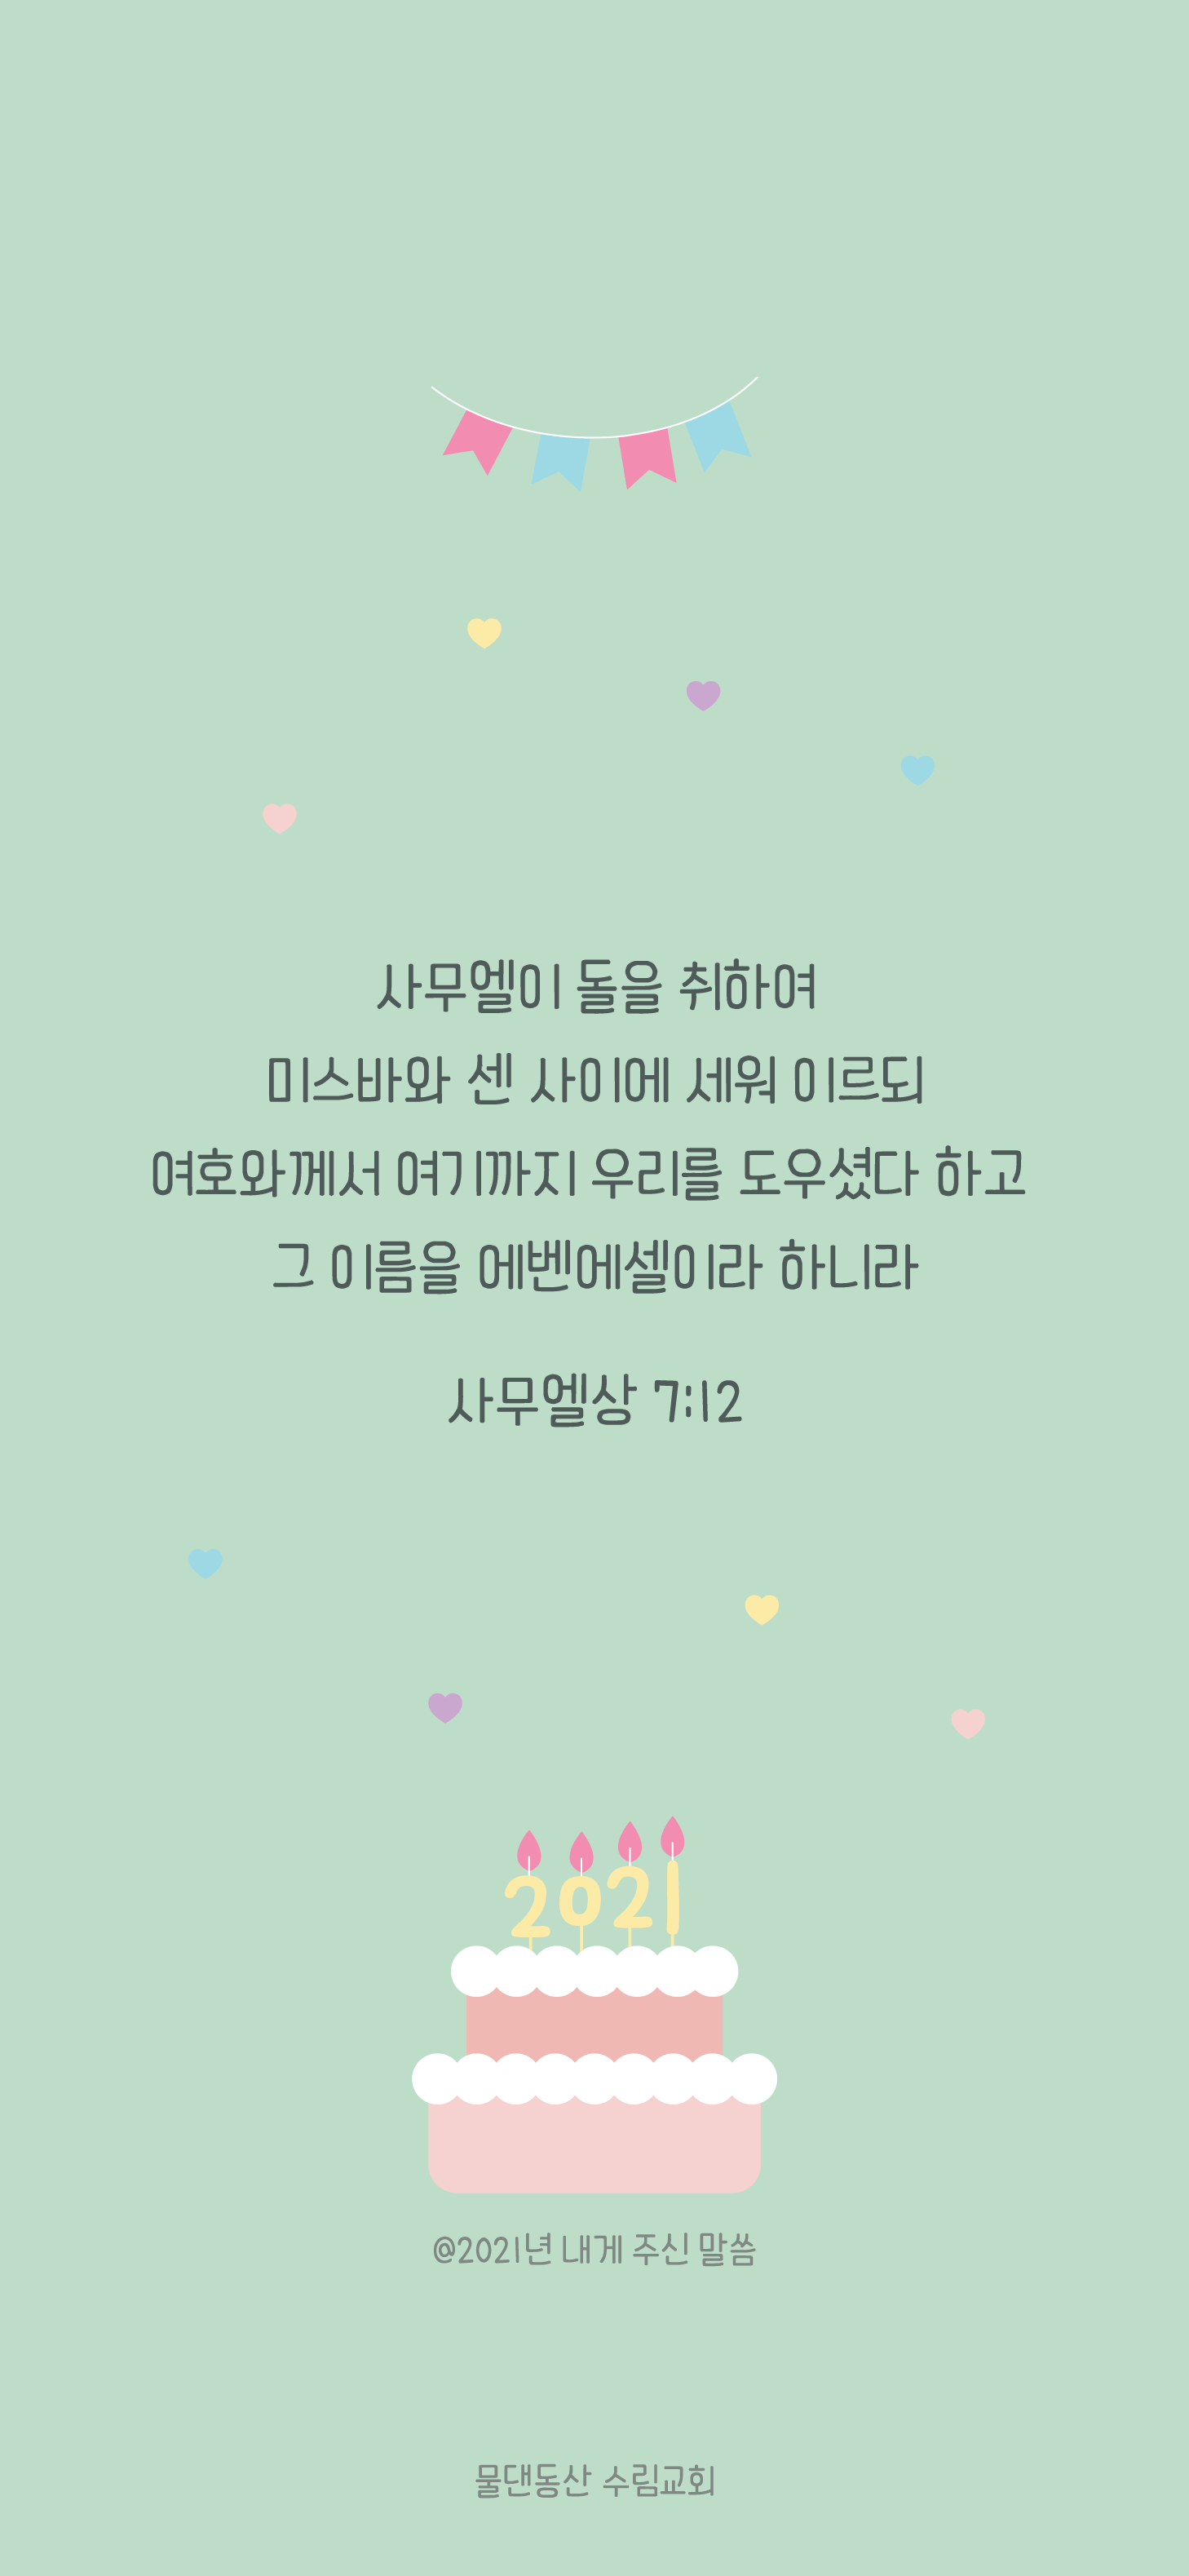 사무엘이 돌을 취하여
미스바와 센 사이에 세워 이르되
여호와께서 여기까지 우리를 도우셨다 하고
그 이름을 에벤에셀이라 하니라
사무엘상 7:12
2021
@2021년 내게 주신 말씀
물댄동산 수림교회